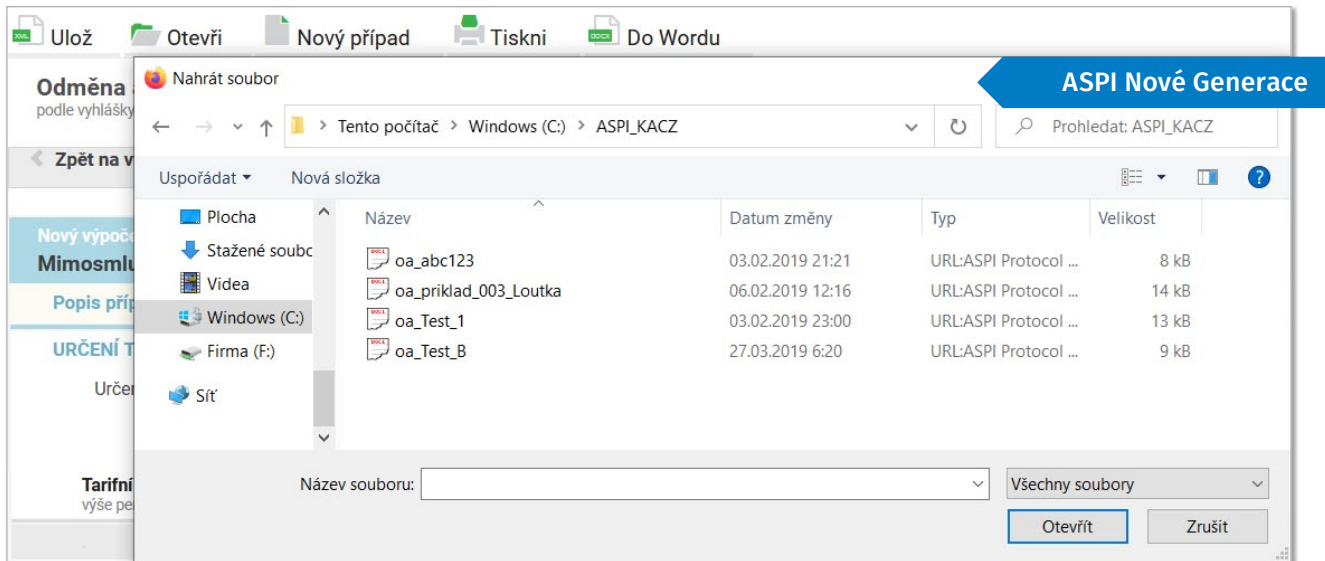 Ulož Otevři Nový případ Tiskni Do Wordu
ASPI Nové Generace
Odměna
podle vyhlášky
Nahrát soubor
Tento počítač > Windows (C:) > ASPI_KACZ
Prohledat: ASPI_KACZ
Zpět na v
Uspořádat Nová složka
Název Datum změny Typ Velikost
Plocha
Stažené soubc
Videa
Windows (C:)
Firma (F:)
Síť
oa_abc123 03.02.2019 21:21 URL:ASPI Protocol ... 8 kB
oa_priklad_003_Loutka 06.02.2019 12:16 URL:ASPI Protocol ... 14 kB
oa_Test_1 03.02.2019 23:00 URL:ASPI Protocol ... 13 kB
oa_Test_B 27.03.2019 6:20 URL:ASPI Protocol ... 9 kB
Nový výpoč
Mimosmlu
Popis příp
URČENÍ T
Určen
Tarifní
výše pe
Název souboru:
Všechny soubory
Otevřít Zrušit